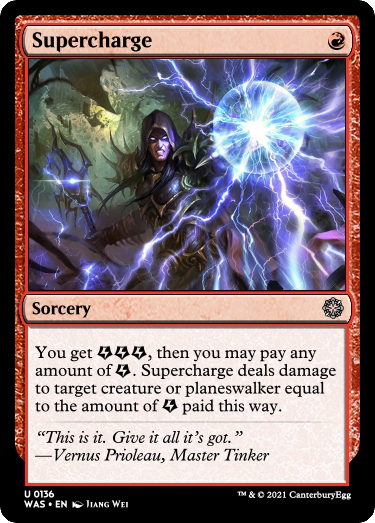 Supercharge
Sorcery
You get , then you may pay any
amount of . Supercharge deals damage
to target creature or planeswalker equal
to the amount of paid this way.
“This is it. Give it all it’s got.”
—Vernus Prioleau, Master Tinker
U 0136
WAS • EN Jiang Wei
™ & © 2021 CanterburyEgg